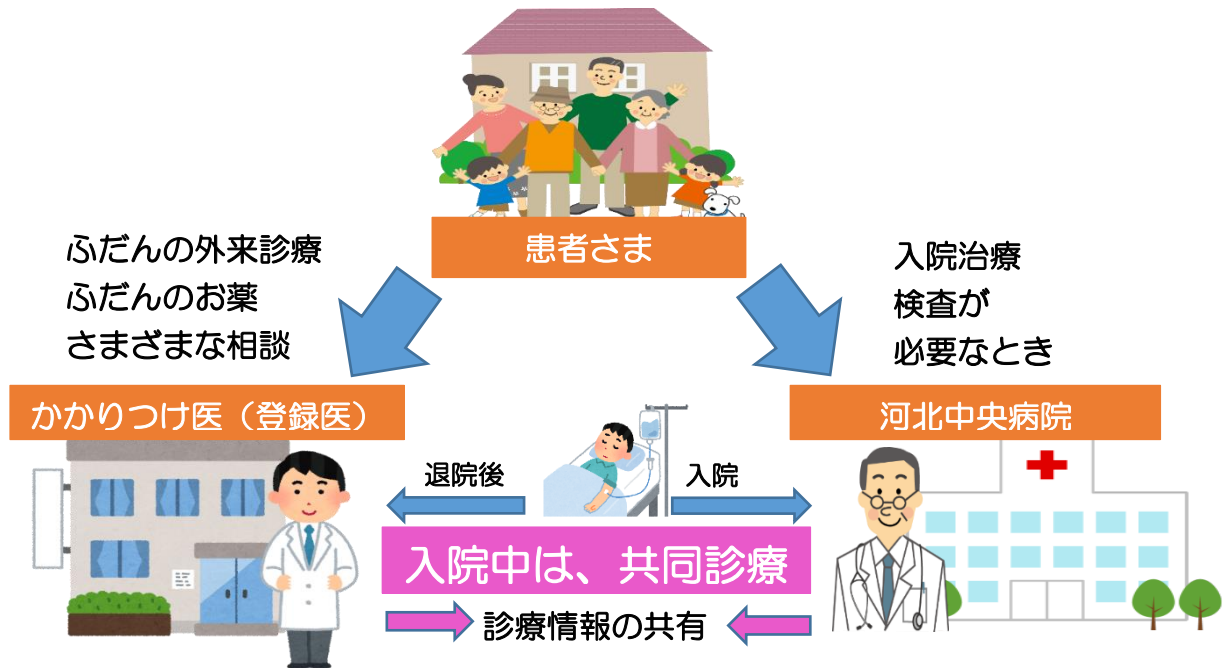 患者さま
ふだんの外来診療
ふだんのお薬
さまざまな相談
入院治療
検査が
必要なとき
かかりつけ医（登録医）
河北中央病院
退院後
入院
入院中は、共同診療
診療情報の共有